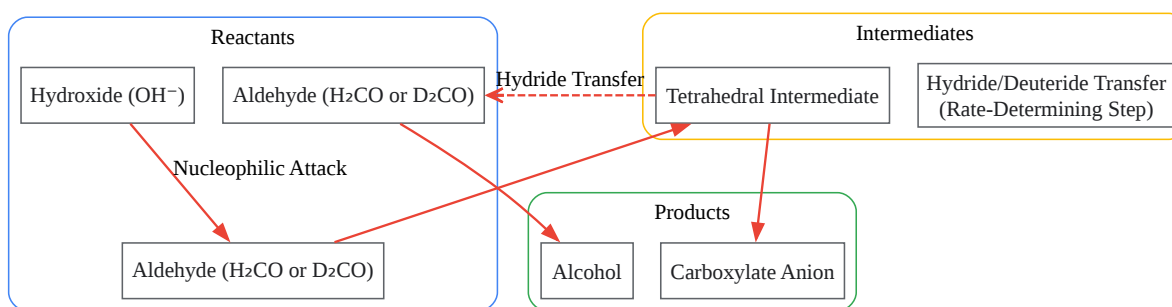 Reactants
Intermediates
Hydroxide (OH⁻)
Aldehyde (H₂CO or D₂CO)
Hydride Transfer
Tetrahedral Intermediate
Hydride/Deuteride Transfer
(Rate-Determining Step)
Nucleophilic Attack
Products
Aldehyde (H₂CO or D₂CO)
Alcohol
Carboxylate Anion